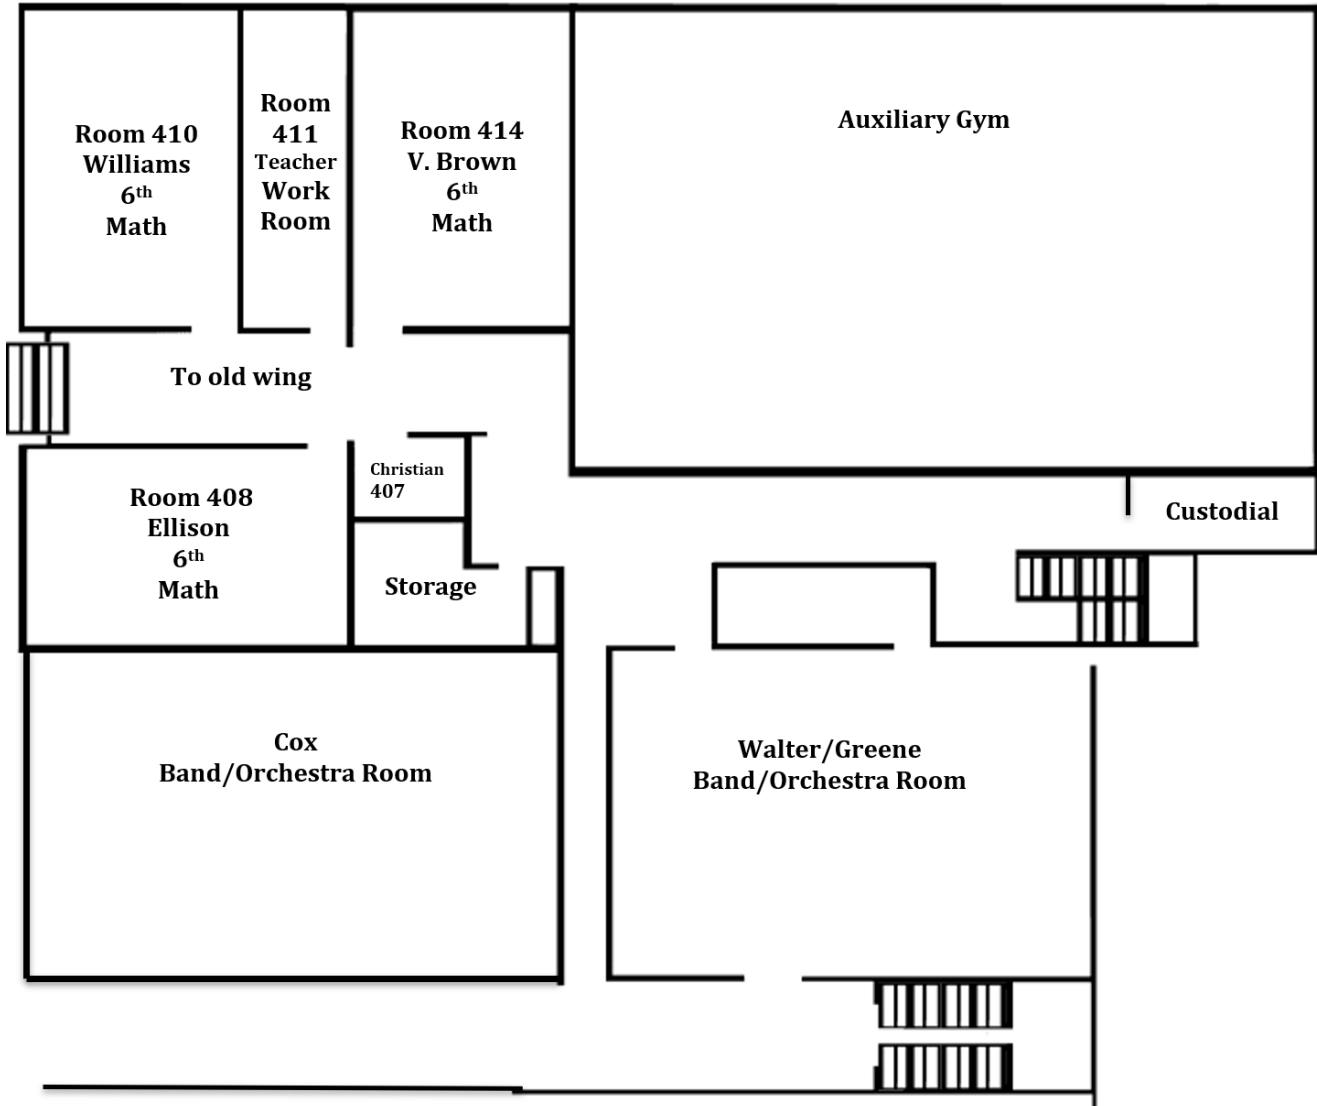 Room 410
Williams
6th
Math
Room
411
Teacher
Work
Room
Room 414
V. Brown
6th
Math
Auxiliary Gym
To old wing
Christian
407
Room 408
Ellison
6th
Math
Storage
Custodial
Cox
Band/Orchestra Room
Walter/Greene
Band/Orchestra Room